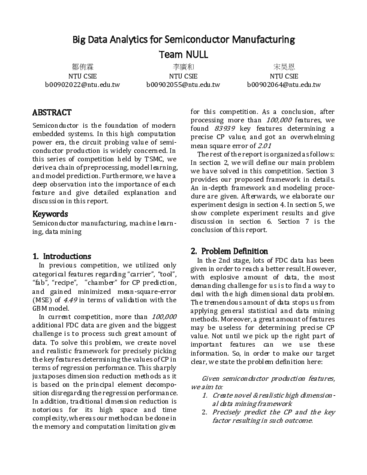 Big Data Analytics for Semiconductor Manufacturing
Team NULL
NTU CSIE
b00902022@ntu.edu.tw
李廣和
NTU CSIE
b00902055@ntu.edu.tw
宋昊恩
NTU CSIE
b00902064@ntu.edu.tw
ABSTRACT
Semiconductor is the foundation of modern
embedded systems. In this high computation
power era, the circuit probing value of semi-
conductor production is widely concerned. In
this series of competition held by TSMC, we
derive a chain of preprocessing, model learning,
and model prediction. Furthermore, we have a
deep observation into the importance of each
feature and give detailed explanation and
discussion in this report.
Keywords
Semiconductor manufacturing, machine learn-
ing, data mining
1. Introductions
In previous competition, we utilized only
categorical features regarding "carrier", "tool",
"fab", "recipe", "chamber" for CP prediction,
and gained minimized mean-square-error
(MSE) of 4.49 in terms of validation with the
GBM model.
In current competition, more than 100,000
additional FDC data are given and the biggest
challenge is to process such great amount of
data. To solve this problem, we create novel
and realistic framework for precisely picking
the key features determining the values of CP in
terms of regression performance. This sharply
juxtaposes dimension reduction methods as it
is based on the principal element decompo-
sition disregarding the regression performance.
In addition, traditional dimension reduction is
notorious for its high space and time
complexity, whereas our method can be done in
the memory and computation limitation given
for this competition. As a conclusion, after
processing more than 100,000 features, we
found 83939 key features determining a
precise CP value, and got an overwhelming
mean square error of 2.01
The rest of the report is organized as follows:
In section 2, we will define our main problem
we have solved in this competition. Section 3
provides our proposed framework in details.
An in-depth framework and modeling proce-
dure are given. Afterwards, we elaborate our
experiment design in section 4. In section 5, we
show complete experiment results and give
discussion in section 6. Section 7 is the
conclusion of this report.
2. Problem Definition
In the 2nd stage, lots of FDC data has been
given in order to reach a better result. However,
with explosive amount of data, the most
demanding challenge for us is to find a way to
deal with the high dimensional data problem.
The tremendous amount of data stops us from
applying general statistical and data mining
methods. Moreover, a great amount of features
may be useless for determining precise CP
value. Not until we pick up the right part of
important features can we use these
information. So, in order to make our target
clear, we state the problem definition here:
Given semiconductor production features,
we aim to:
1. Create novel & realistic high dimension-
al data mining framework
2. Precisely predict the CP and the key
factor resulting in such outcome.